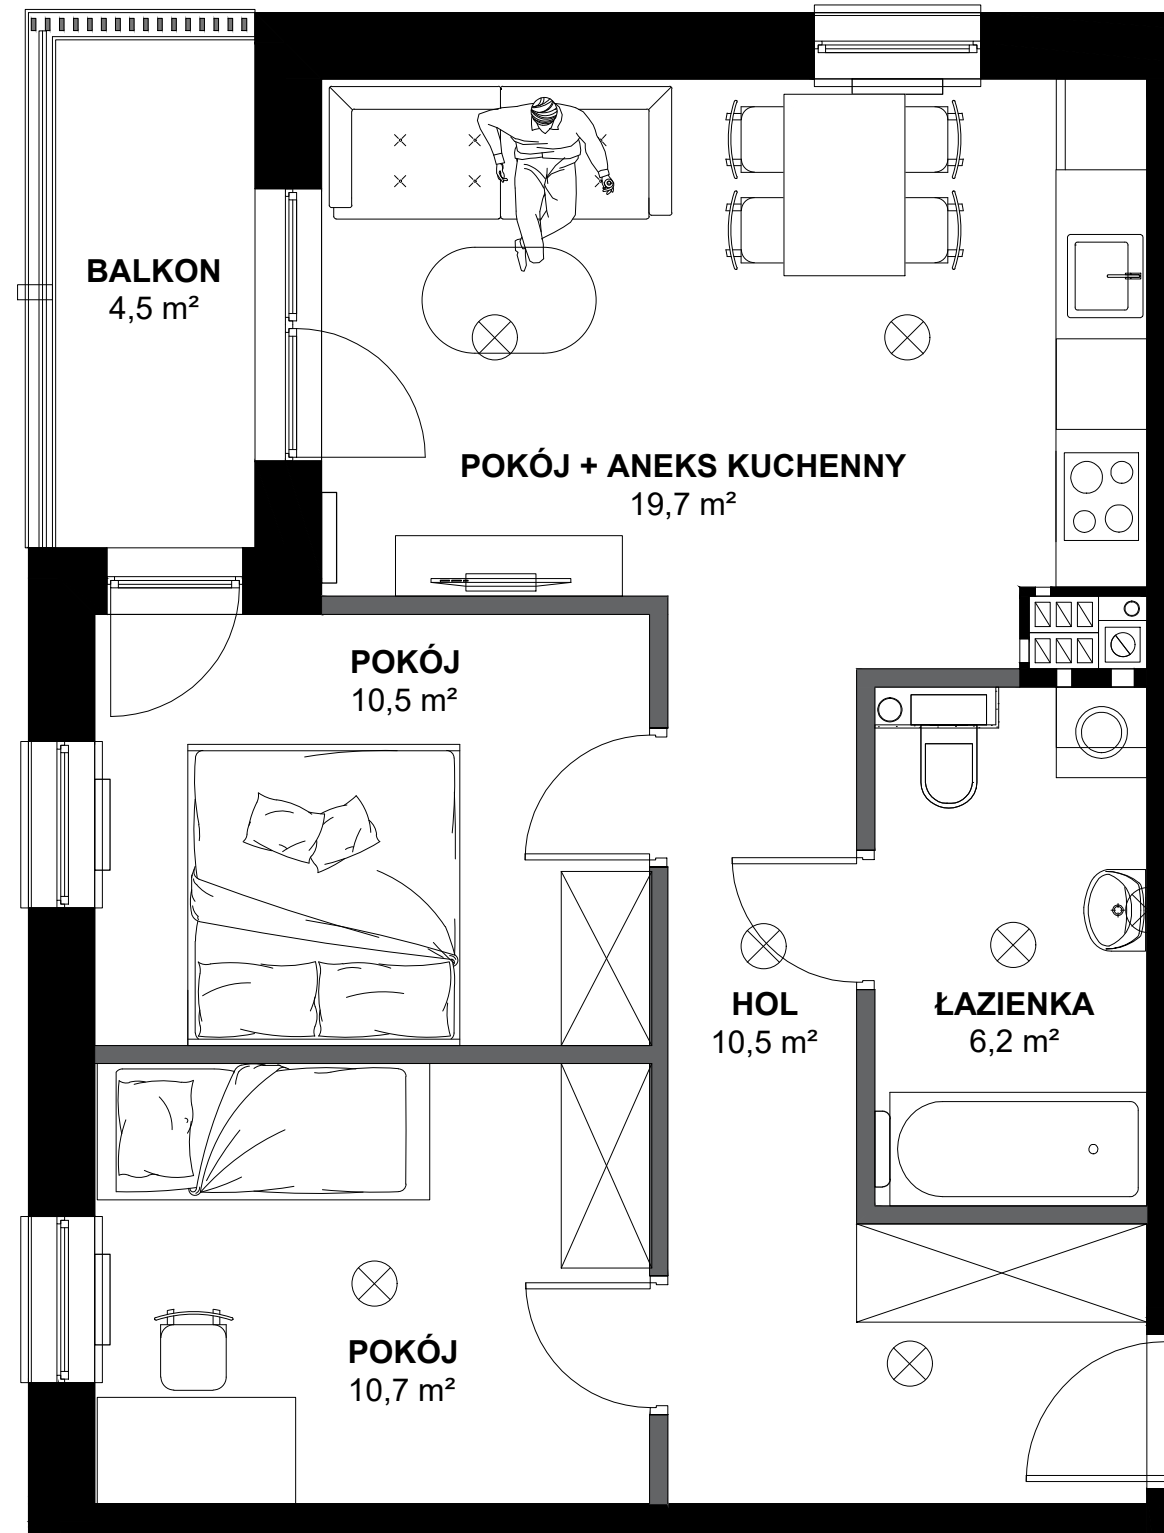 BALKON
4,5 m²
POKÓJ + ANEKS KUCHENNY
19,7 m²
POKÓJ
10,5 m²
HOL
10,5 m²
ŁAZIENKA
6,2 m²
POKÓJ
10,7 m²